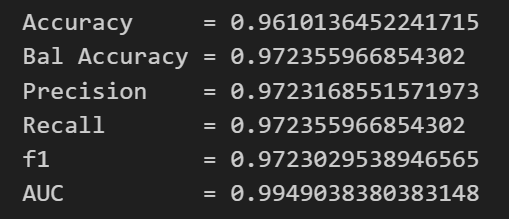 Accuracy = 0.9610136452241715
Bal Accuracy = 0.972355966854302
Precision = 0.9723168551571973
Recall = 0.972355966854302
f1 = 0.9723029538946565
AUC = 0.9949038380383148